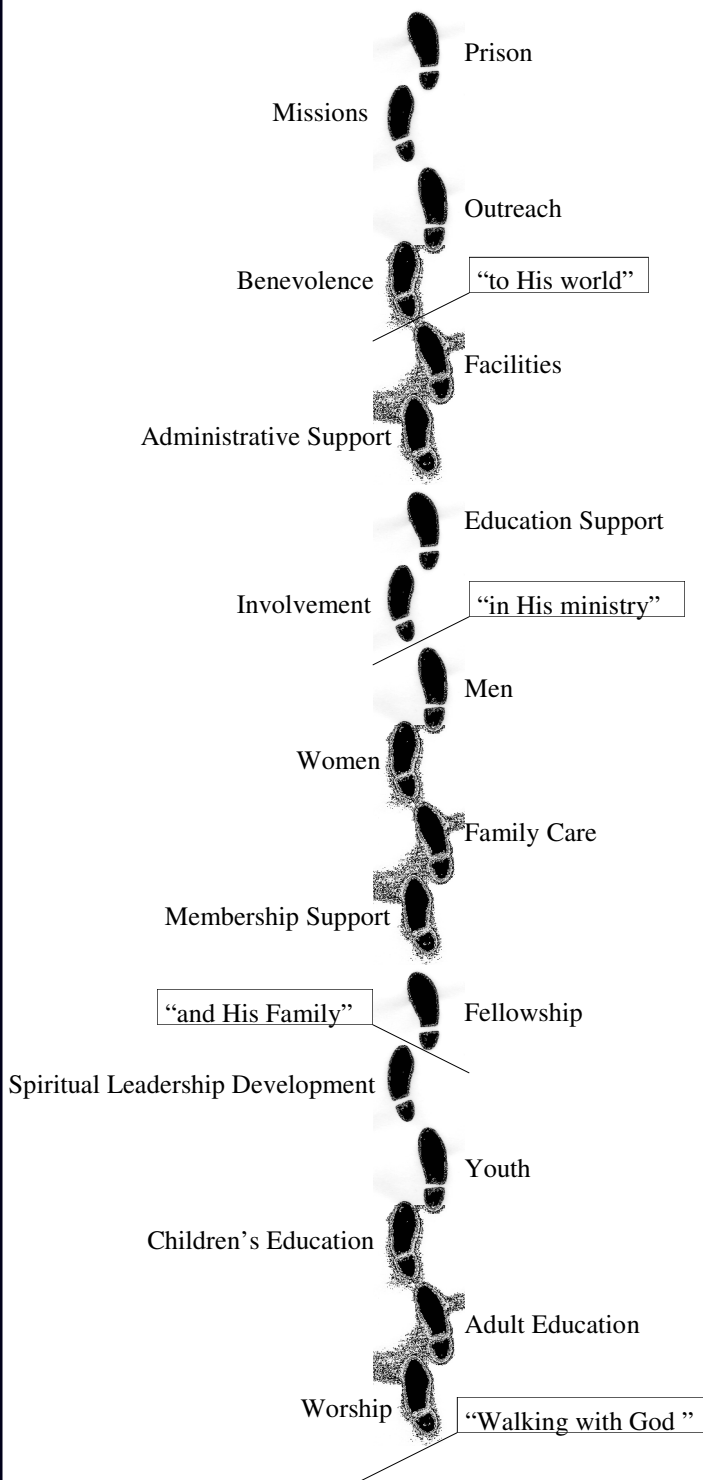 Prison
Missions
Outreach
Benevolence
“to His world”
Facilities
Administrative Support
Education Support
Involvement
“in His ministry”
Men
Women
Family Care
Membership Support
“and His Family”
Fellowship
Spiritual Leadership Development
Youth
Children’s Education
Adult Education
Worship
“Walking with God ”